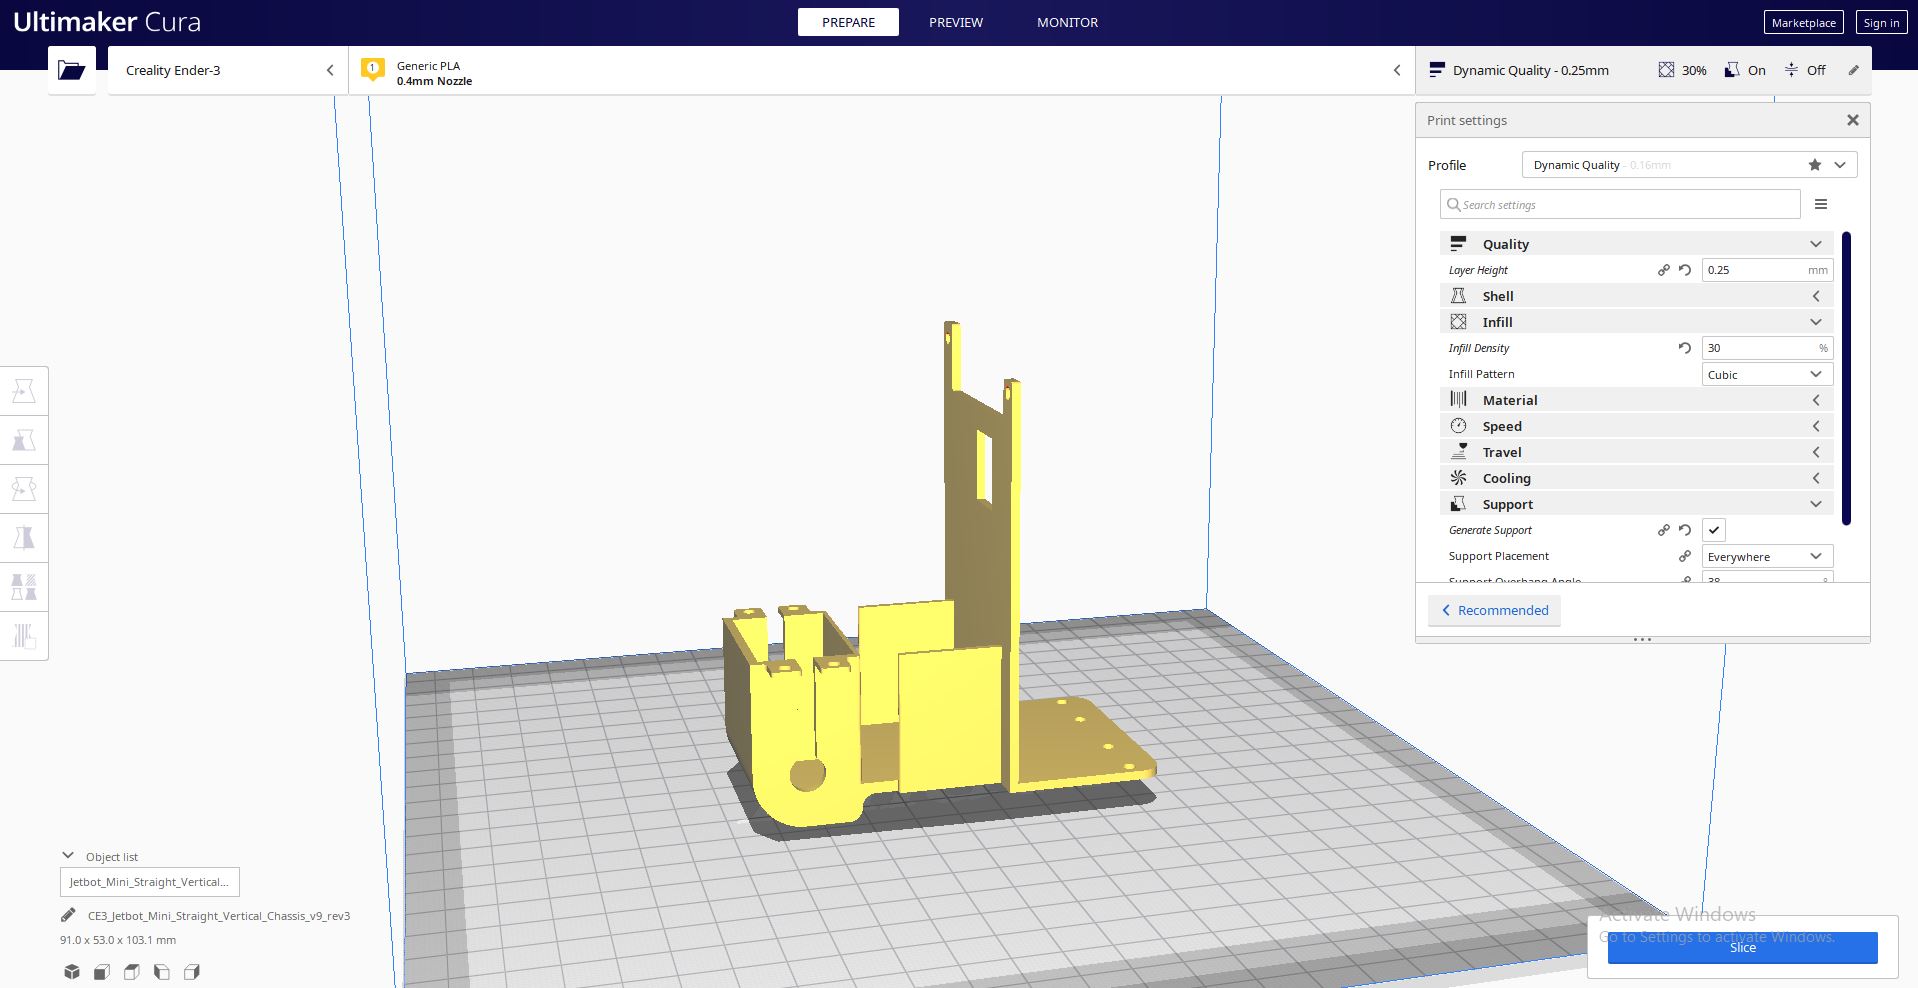 Ultimaker Cura
PREPARE
PREVIEW
MONITOR
Marketplace
Sign in
Creality Ender-3
1
Generic PLA
0.4mm Nozzle
Dynamic Quality - 0.25mm
30%
On
Off
Print settings
Profile
Dynamic Quality - 0.16mm
Search settings
Quality
Layer Height
0.25
mm
Shell
Infill
Infill Density
30
%
Infill Pattern
Cubic
Material
Speed
Travel
Cooling
Support
Generate Support
Support Placement
Everywhere
Support Overhang Angle
38
°
Recommended
Object list
Jetbot_Mini_Straight_Vertical...
CE3_Jetbot_Mini_Straight_Vertical_Chassis_v9_rev3
91.0 x 53.0 x 103.1 mm
Activate Windows
Go to Settings to activate Windows.
Slice